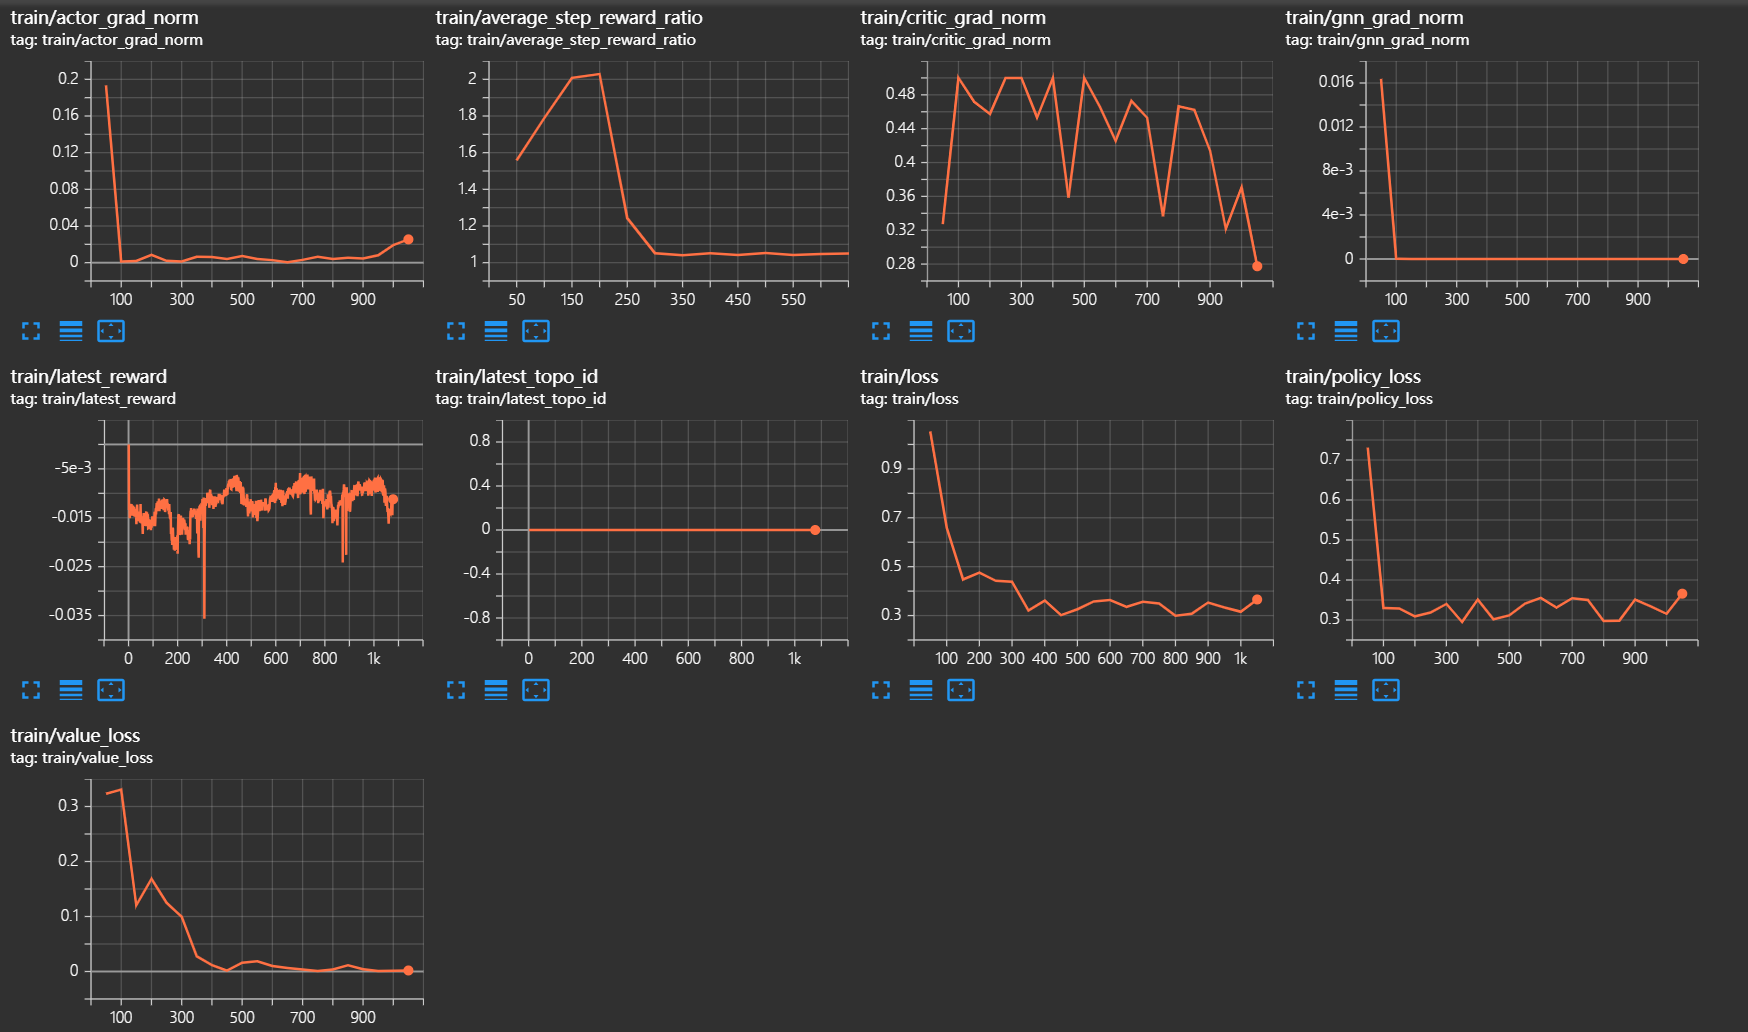 train/actor_grad_norm
tag: train/actor_grad_norm
0.2
0.16
0.12
0.08
0.04
0
100 300 500 700 900
train/average_step_reward_ratio
tag: train/average_step_reward_ratio
2
1.8
1.6
1.4
1.2
1
50 150 250 350 450 550
train/critic_grad_norm
tag: train/critic_grad_norm
0.48
0.44
0.4
0.36
0.32
0.28
100 300 500 700 900
train/gnn_grad_norm
tag: train/gnn_grad_norm
0.016
0.012
8e-3
4e-3
0
100 300 500 700 900
train/latest_reward
tag: train/latest_reward
-5e-3
-0.015
-0.025
-0.035
0 200 400 600 800 1k
train/latest_topo_id
tag: train/latest_topo_id
0.8
0.4
0
-0.4
-0.8
0 200 400 600 800 1k
train/loss
tag: train/loss
0.9
0.7
0.5
0.3
100 200 300 400 500 600 700 800 900 1k
train/policy_loss
tag: train/policy_loss
0.7
0.6
0.5
0.4
0.3
100 300 500 700 900
train/value_loss
tag: train/value_loss
0.3
0.2
0.1
0
100 300 500 700 900